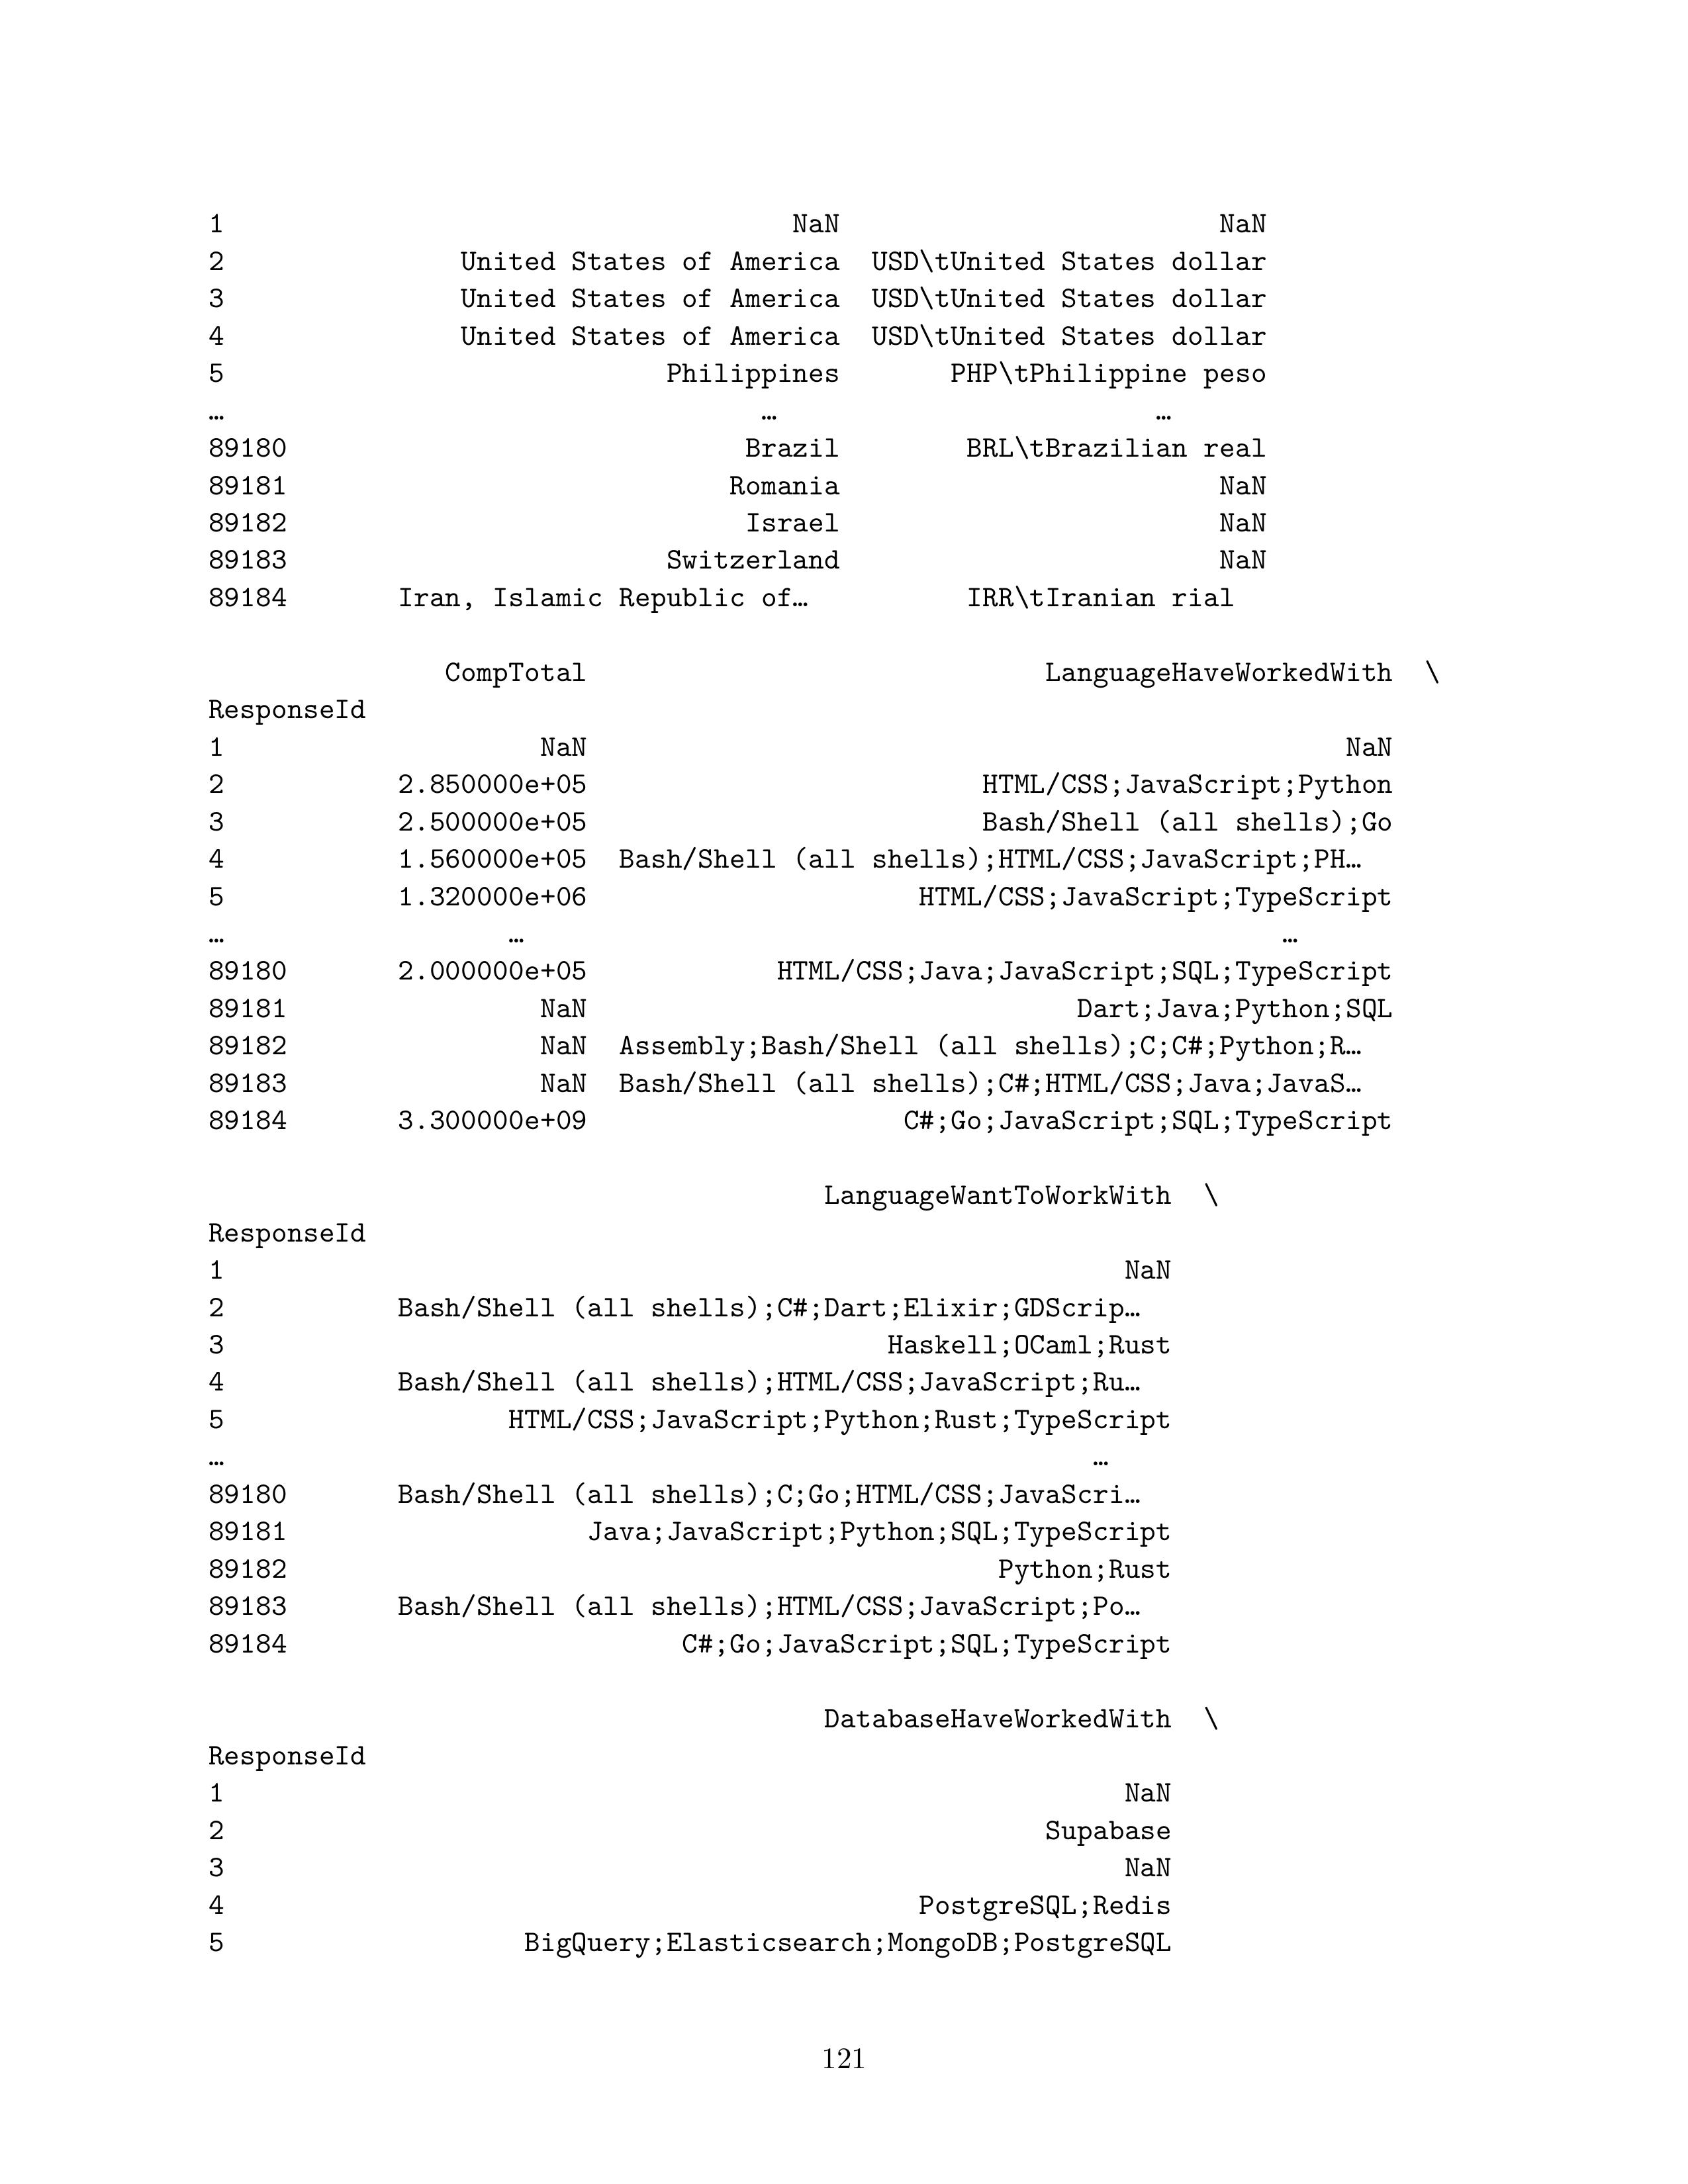 1 NaN NaN
2 United States of America USD\tUnited States dollar
3 United States of America USD\tUnited States dollar
4 United States of America USD\tUnited States dollar
5 Philippines PHP\tPhilippine peso
… … …
89180 Brazil BRL\tBrazilian real
89181 Romania NaN
89182 Israel NaN
89183 Switzerland NaN
89184 Iran, Islamic Republic of… IRR\tIranian rial
CompTotal LanguageHaveWorkedWith \
ResponseId
1 NaN NaN
2 2.850000e+05 HTML/CSS;JavaScript;Python
3 2.500000e+05 Bash/Shell (all shells);Go
4 1.560000e+05 Bash/Shell (all shells);HTML/CSS;JavaScript;PH…
5 1.320000e+06 HTML/CSS;JavaScript;TypeScript
… … …
89180 2.000000e+05 HTML/CSS;Java;JavaScript;SQL;TypeScript
89181 NaN Dart;Java;Python;SQL
89182 NaN Assembly;Bash/Shell (all shells);C;C#;Python;R…
89183 NaN Bash/Shell (all shells);C#;HTML/CSS;Java;JavaS…
89184 3.300000e+09 C#;Go;JavaScript;SQL;TypeScript
LanguageWantToWorkWith \
ResponseId
1 NaN
2 Bash/Shell (all shells);C#;Dart;Elixir;GDScrip…
3 Haskell;OCaml;Rust
4 Bash/Shell (all shells);HTML/CSS;JavaScript;Ru…
5 HTML/CSS;JavaScript;Python;Rust;TypeScript
… …
89180 Bash/Shell (all shells);C;Go;HTML/CSS;JavaScri…
89181 Java;JavaScript;Python;SQL;TypeScript
89182 Python;Rust
89183 Bash/Shell (all shells);HTML/CSS;JavaScript;Po…
89184 C#;Go;JavaScript;SQL;TypeScript
DatabaseHaveWorkedWith \
ResponseId
1 NaN
2 Supabase
3 NaN
4 PostgreSQL;Redis
5 BigQuery;Elasticsearch;MongoDB;PostgreSQL
121